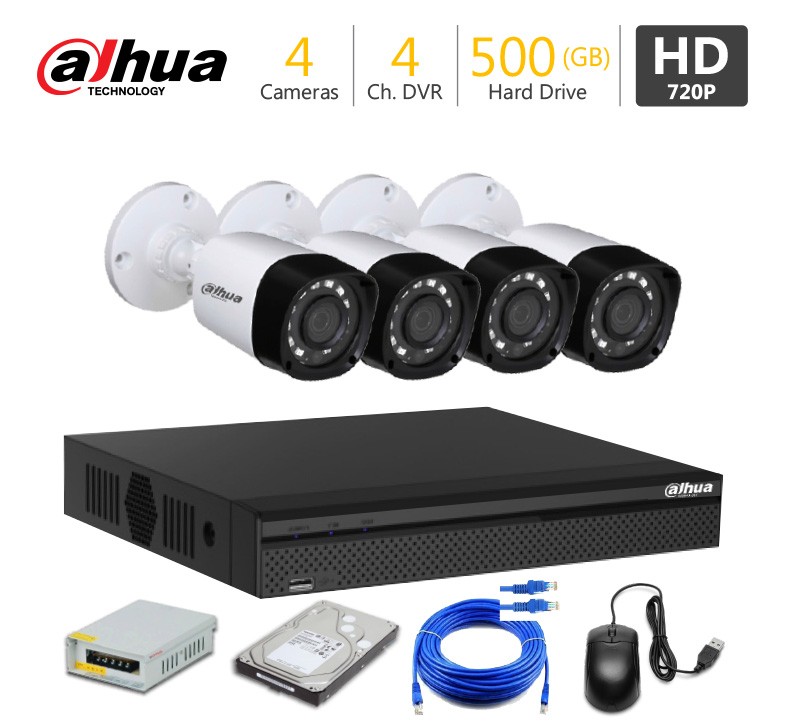 alhua
TECHNOLOGY
4
Cameras
4
Ch. DVR
500 (GB)
Hard Drive
HD
720P
alhua
alhua